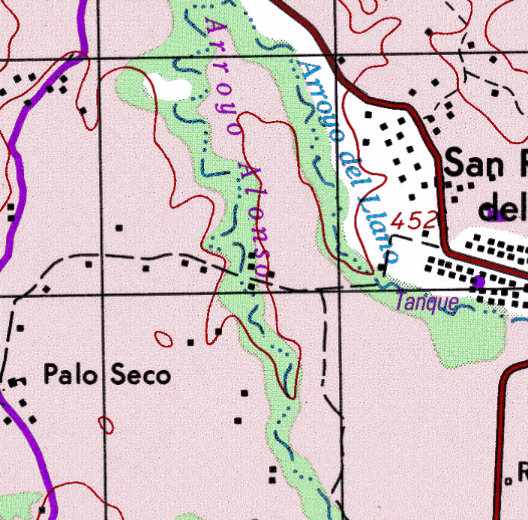 Arroyo Alonso
Arroyo del Llano
San
del
452
Tanque
Palo Seco